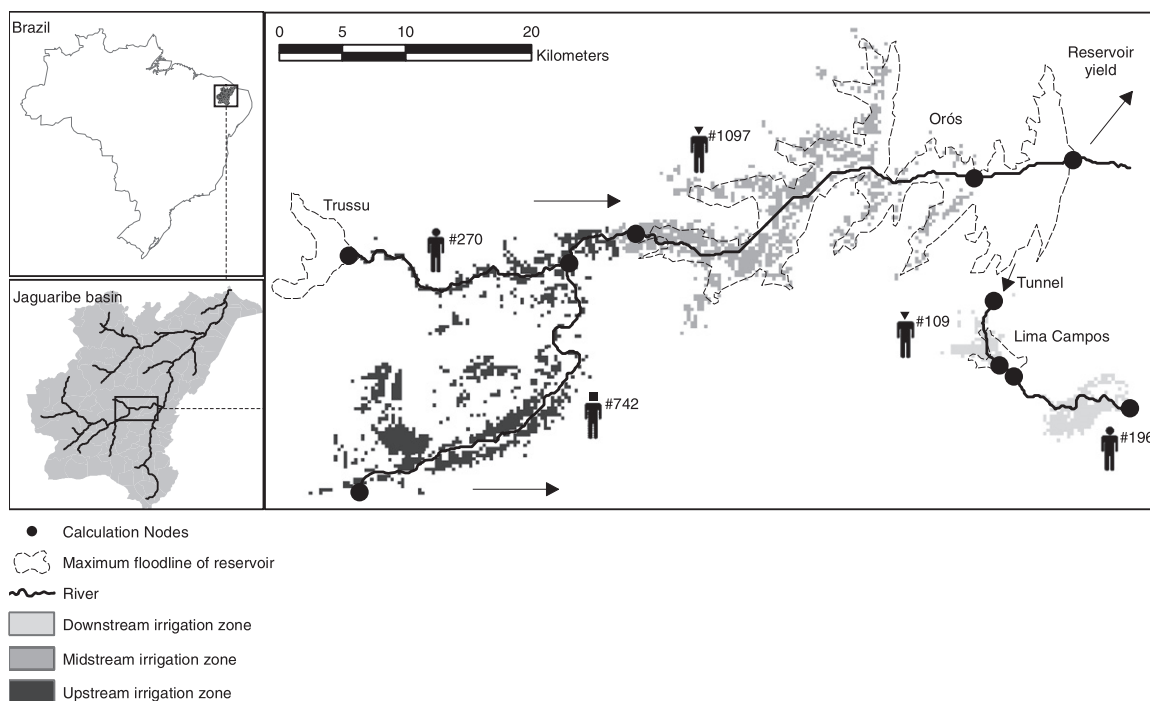 Brazil
0 5 10 20
Kilometers
Reservoir
yield
#1097
Orós
Trussu
#270
Tunnel
Jaguaribe basin
#109
Lima Campos
#742
#196
Calculation Nodes
Maximum floodline of reservoir
River
Downstream irrigation zone
Midstream irrigation zone
Upstream irrigation zone